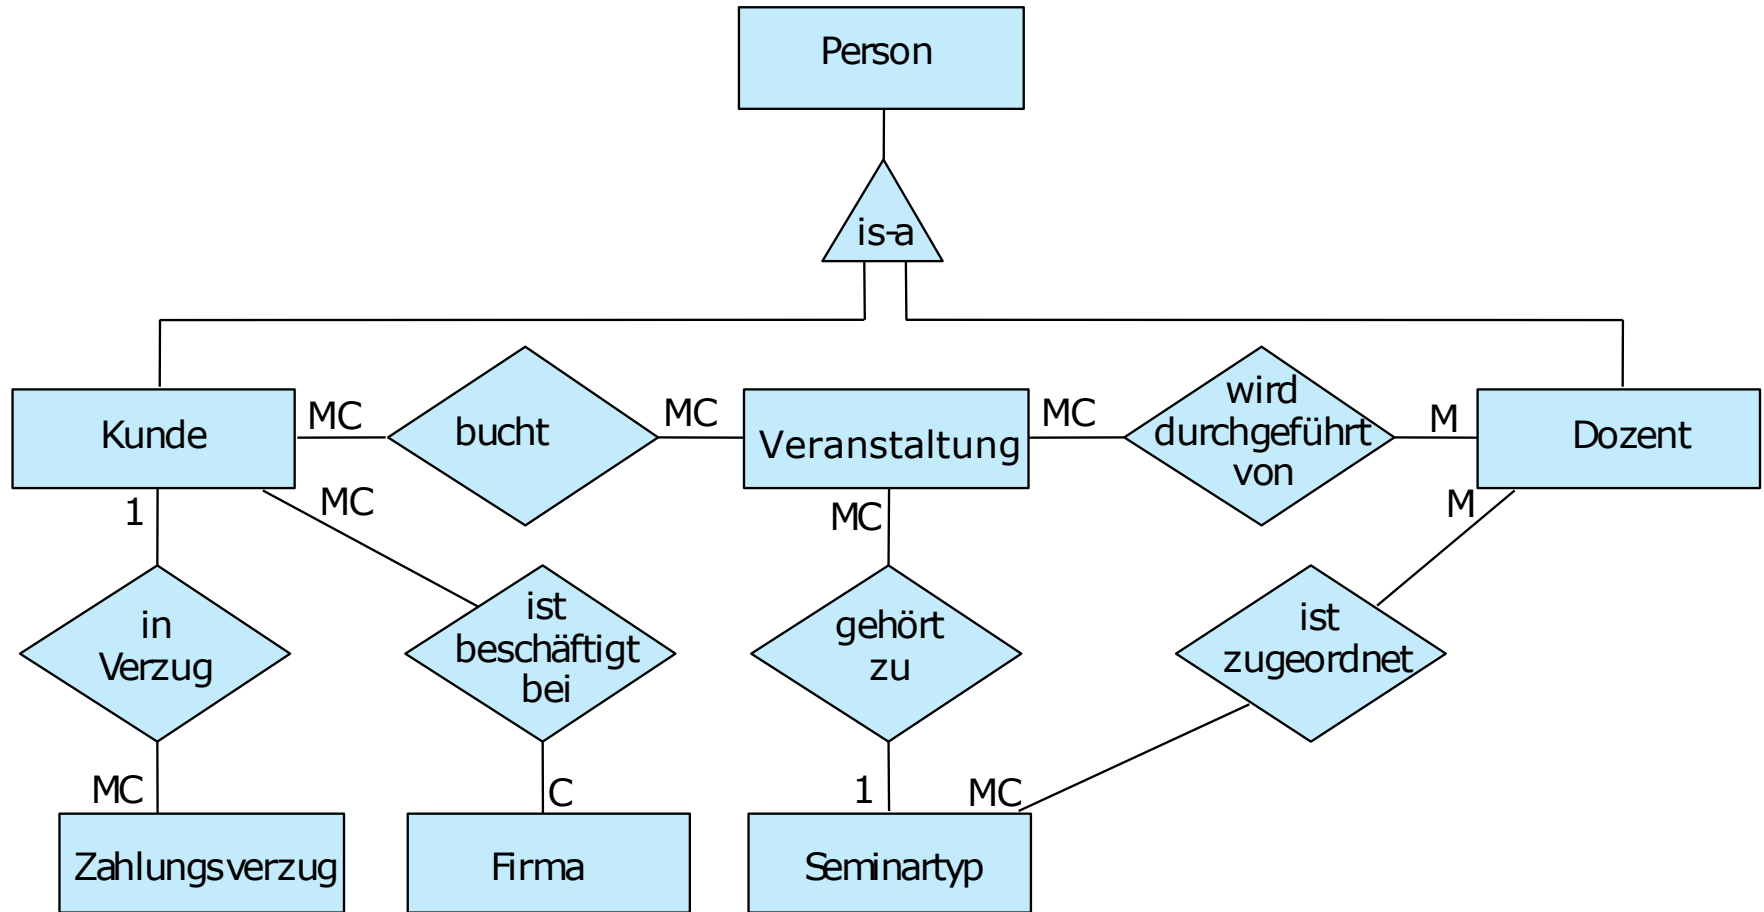 Person
is-a
Kunde
MC
bucht
MC
Veranstaltung
MC
wird
durchgeführt
von
M
Dozent
1
MC
MC
M
in
Verzug
ist
beschäftigt
bei
gehört
zu
ist
zugeordnet
MC
C
1
MC
Zahlungsverzug
Firma
Seminartyp